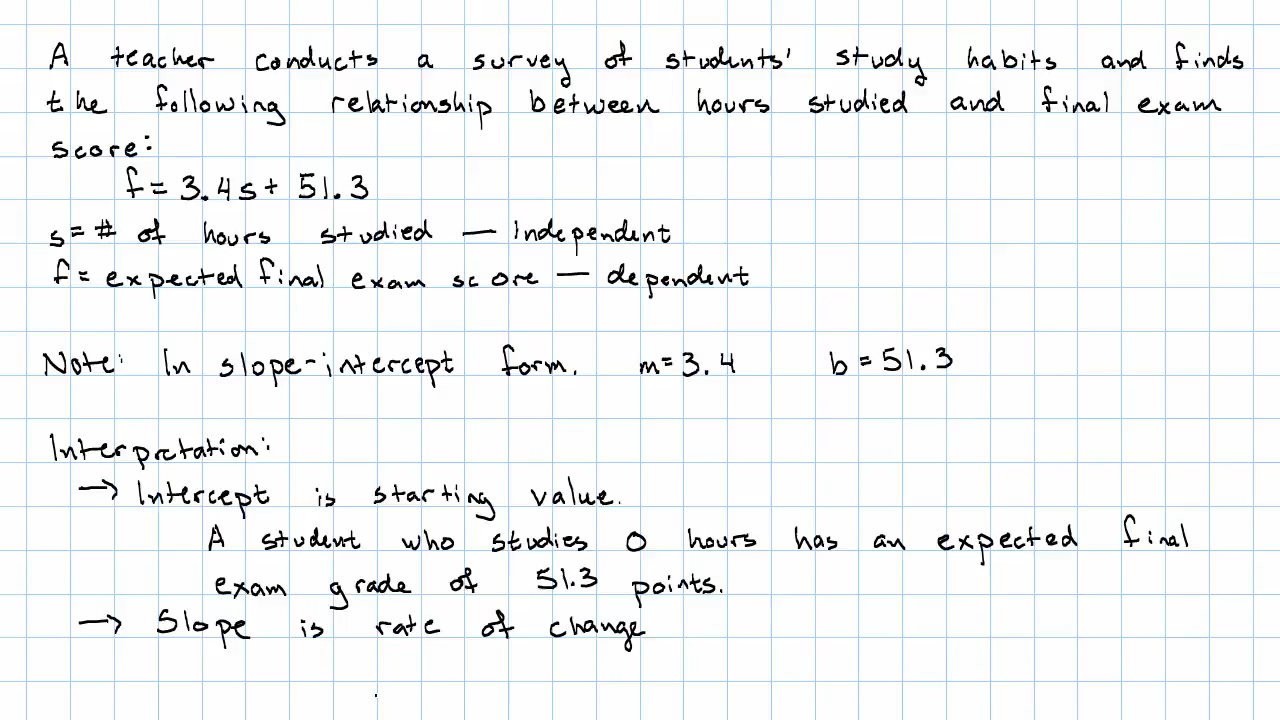 A teacher conducts a survey of students' study habits and finds
the following relationship between hours studied and final exam
score:
f = 3.4s + 51.3
s = # of hours studied — independent
f = expected final exam score — dependent
Note: In slope-intercept form. m = 3.4 b = 51.3
Interpretation:
→ Intercept is starting value.
A student who studies 0 hours has an expected final
exam grade of 51.3 points.
→ Slope is rate of change